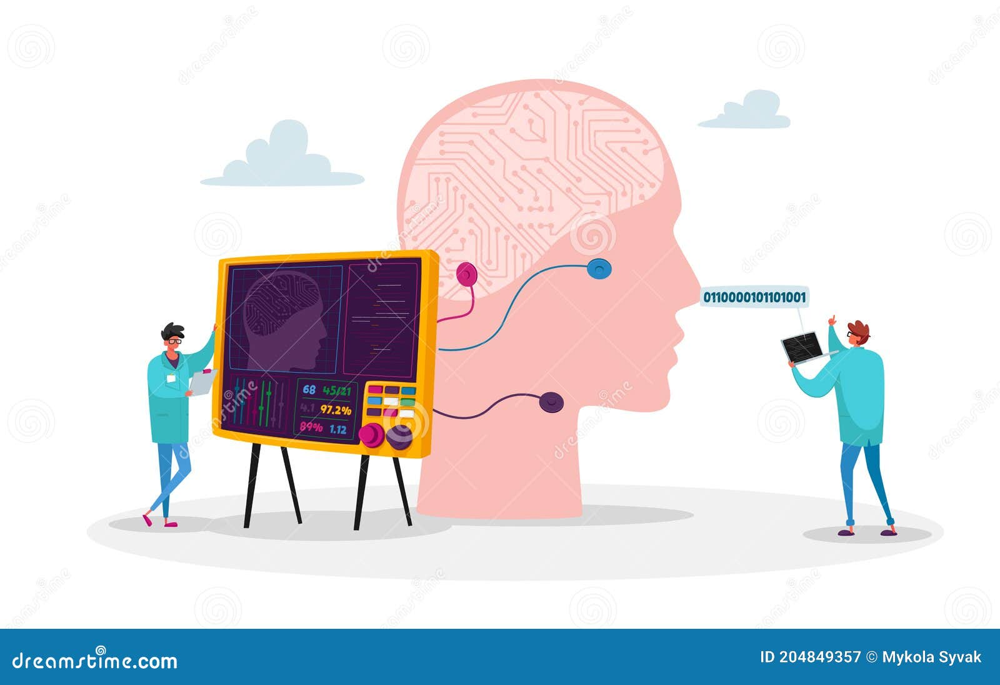 0110000101101001
68 45/21
4.1 97.2%
89% 1.12
dreamstime.com
ID 204849357 © Mykola Syvak